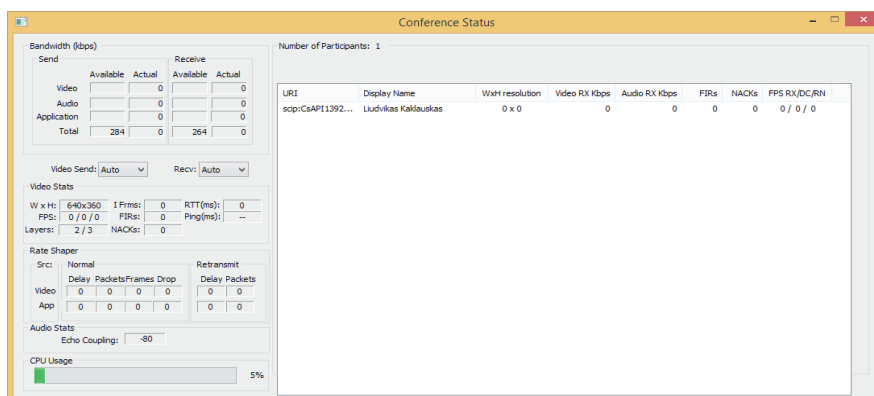 Conference Status
Bandwidth (kbps)
Send Receive
Available Actual Available Actual
Video 0 0
Audio 0 0
Application 0 0
Total 284 0 264 0
Video Send: Auto Recv: Auto
Video Stats
W x H: 640x360 I Frms: 0 RTT(ms): 0
FPS: 0 / 0 / 0 FIRs: 0 Ping(ms): --
Layers: 2 / 3 NACKs: 0
Rate Shaper
Src: Normal Retransmit
Delay Packets Frames Drop Delay Packets
Video 0 0 0 0 0 0
App 0 0 0 0 0 0
Audio Stats
Echo Coupling: -80
CPU Usage
5%
Number of Participants: 1
URI Display Name WxH resolution Video RX Kbps Audio RX Kbps FIRs NACKs FPS RX/DC/RN
scip:CsAPI1392... Liudvikas Kaklauskas 0 x 0 0 0 0 0 0 / 0 / 0